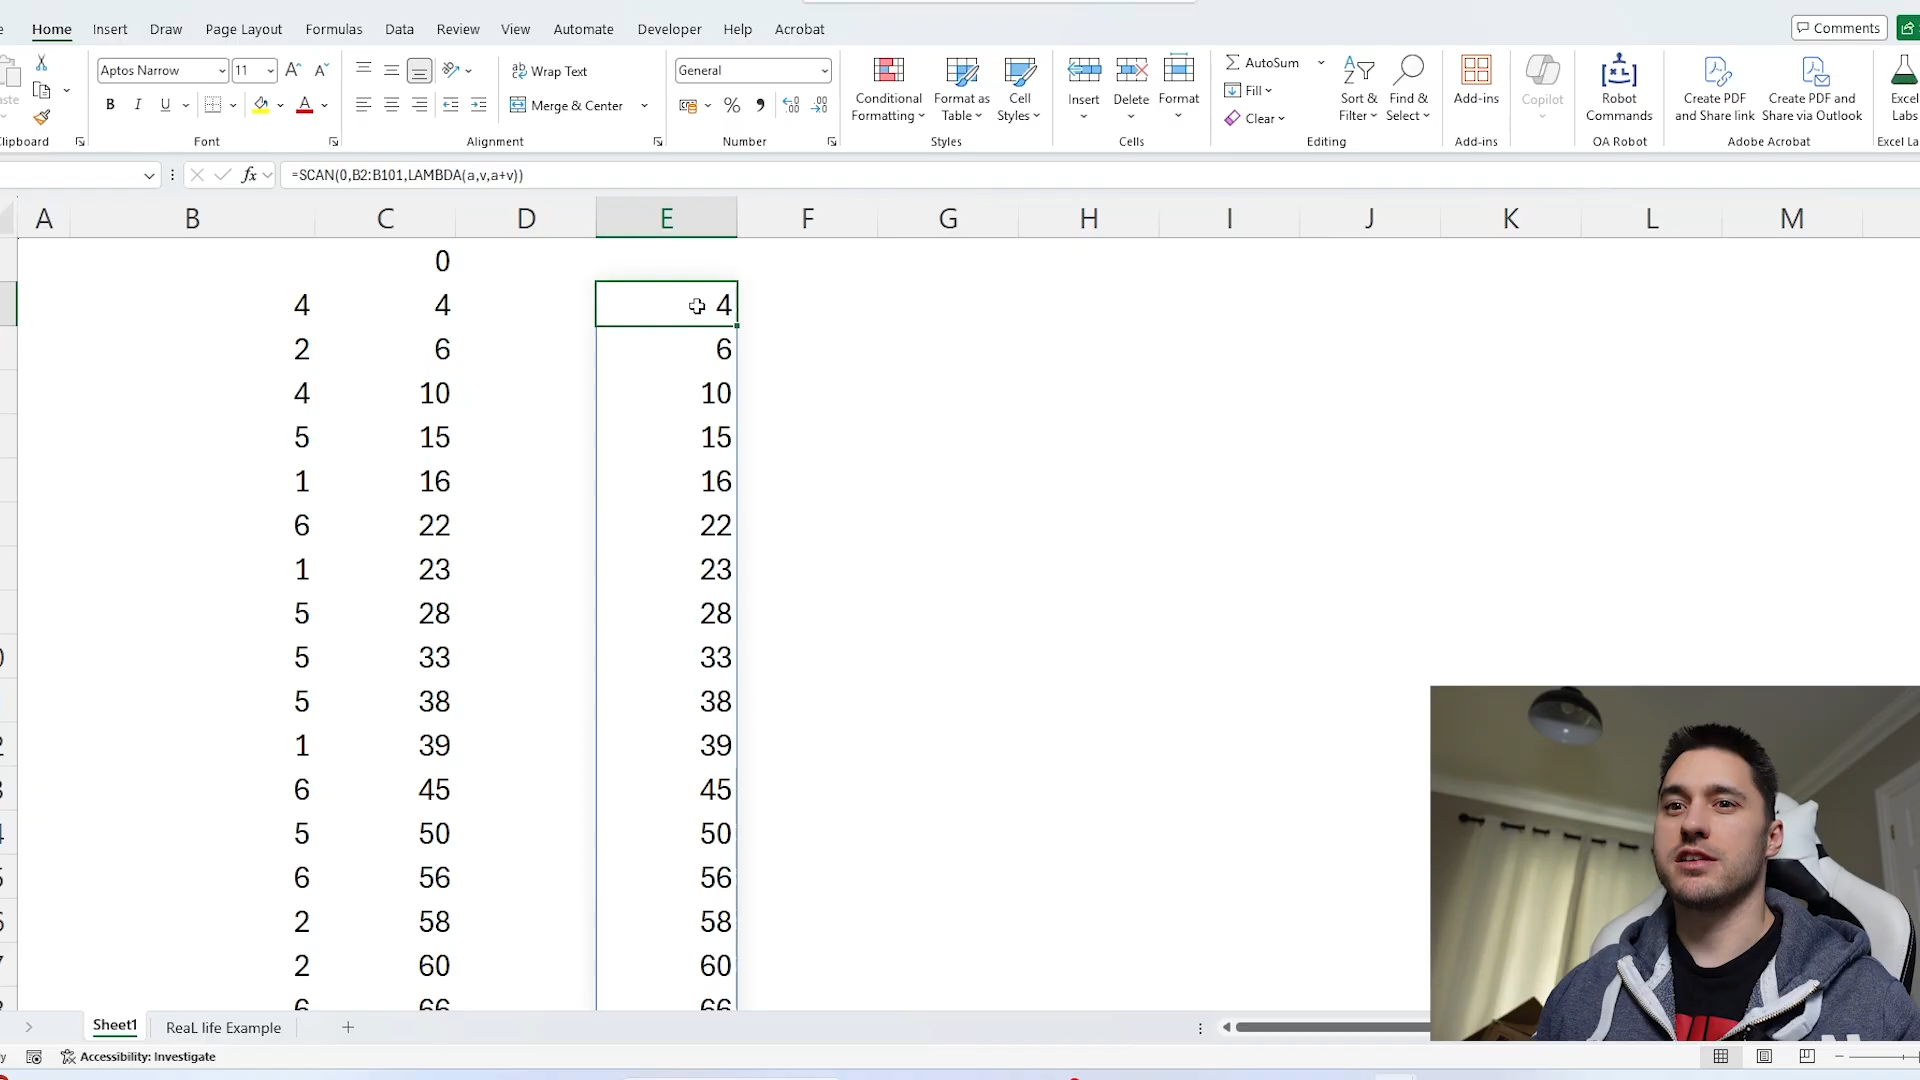 Home Insert Draw Page Layout Formulas Data Review View Automate Developer Help Acrobat Comments
Aptos Narrow 11 Wrap Text General AutoSum
B I U Merge & Center Fill
Conditional Formatting Format as Table Cell Styles Insert Delete Format Clear Sort & Filter Find & Select Add-ins Copilot Robot Commands Create PDF and Share link Create PDF and Share via Outlook Excel Labs
Font Alignment Number Styles Cells Editing Add-ins OA Robot Adobe Acrobat
fx =SCAN(0,B2:B101,LAMBDA(a,v,a+v))
A B C D E F G H I J K L M
0
4 4 4
2 6 6
4 10 10
5 15 15
1 16 16
6 22 22
1 23 23
5 28 28
5 33 33
5 38 38
1 39 39
6 45 45
5 50 50
6 56 56
2 58 58
2 60 60
6 66 66
Sheet1 ReaL life Example
Accessibility: Investigate